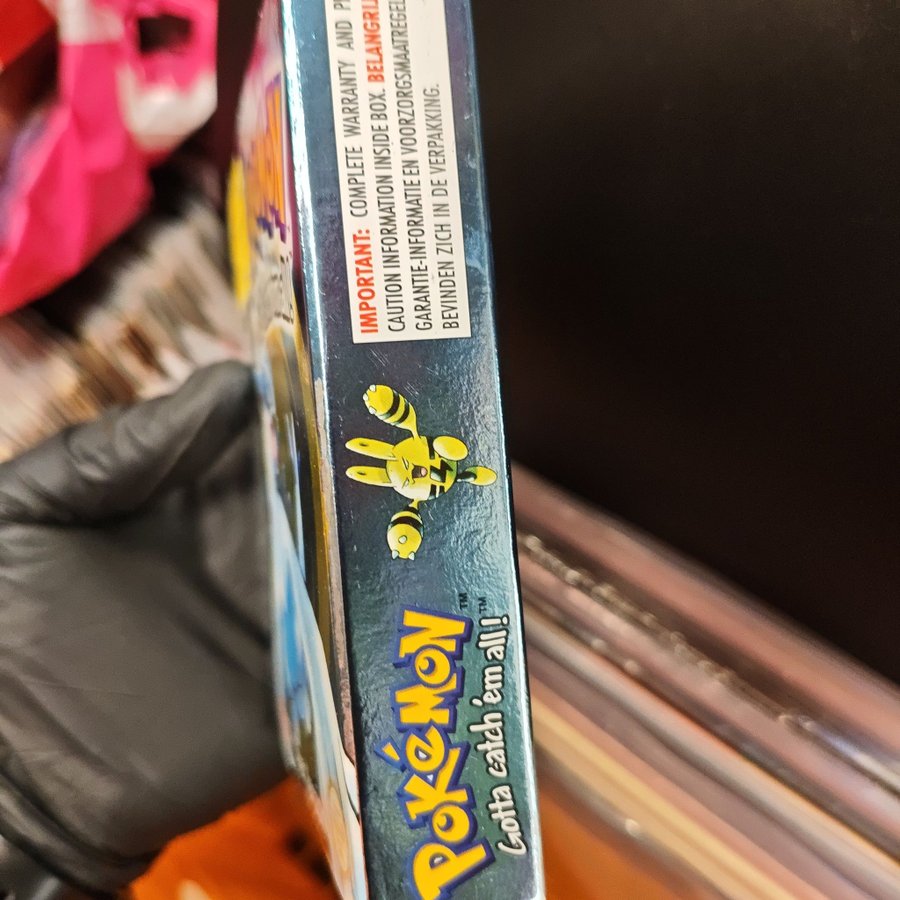 IMPORTANT: COMPLETE WARRANTY AND
CAUTION INFORMATION INSIDE BOX.
GARANTIE-INFORMATIE EN VOORZORGSMAATREGEL
BEVINDEN ZICH IN DE VERPAKKING.
POKéMON™
Gotta catch 'em all!™